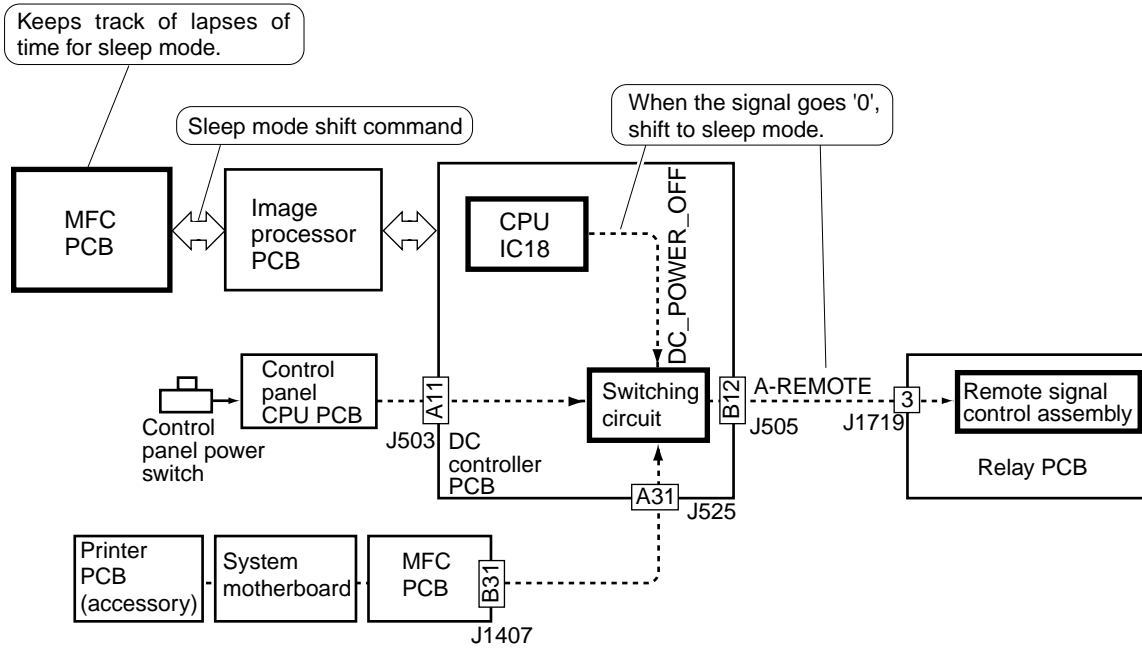 Keeps track of lapses of
time for sleep mode.
Sleep mode shift command
When the signal goes '0',
shift to sleep mode.
MFC
PCB
Image
processor
PCB
CPU
IC18
DC_POWER_OFF
Control
panel
CPU PCB
Control
panel power
switch
A11
J503
DC
controller
PCB
Switching
circuit
B12
J505
A-REMOTE
3
J1719
Remote signal
control assembly
Relay PCB
A31
J525
Printer
PCB
(accessory)
System
motherboard
MFC
PCB
B31
J1407